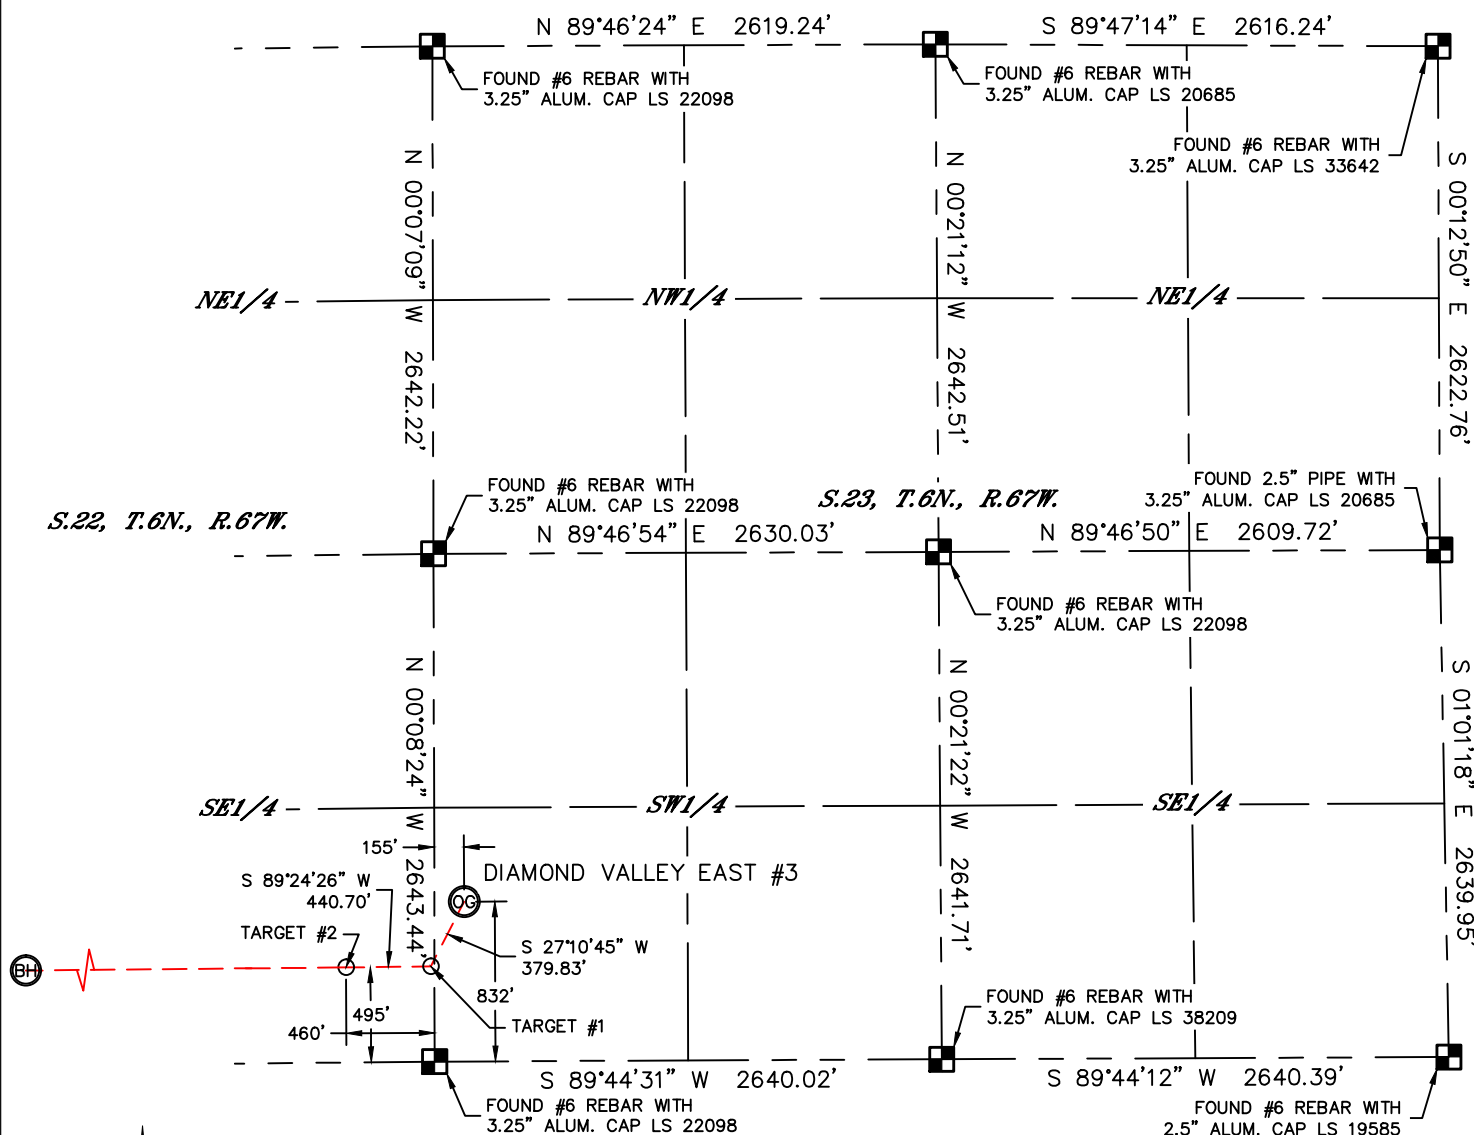 N 89°46'24" E 2619.24'
S 89°47'14" E 2616.24'
FOUND #6 REBAR WITH
3.25" ALUM. CAP LS 22098
FOUND #6 REBAR WITH
3.25" ALUM. CAP LS 20685
FOUND #6 REBAR WITH
3.25" ALUM. CAP LS 33642
N 00°07'09" W 2642.22'
N 00°21'12" W 2642.51'
S 00°12'50" E 2622.76'
NE1/4
NW1/4
NE1/4
FOUND #6 REBAR WITH
3.25" ALUM. CAP LS 22098
S.23, T.6N., R.67W.
FOUND 2.5" PIPE WITH
3.25" ALUM. CAP LS 20685
S.22, T.6N., R.67W.
N 89°46'54" E 2630.03'
N 89°46'50" E 2609.72'
FOUND #6 REBAR WITH
3.25" ALUM. CAP LS 22098
N 00°08'24" W 2643.44'
N 00°21'22" W 2641.71'
S 01°01'18" E 2639.95'
SE1/4
SW1/4
SE1/4
155'
DIAMOND VALLEY EAST #3
S 89°24'26" W
440.70'
OG
TARGET #2
S 27°10'45" W
379.83'
BH
832'
495'
460'
TARGET #1
FOUND #6 REBAR WITH
3.25" ALUM. CAP LS 38209
S 89°44'31" W 2640.02'
S 89°44'12" W 2640.39'
FOUND #6 REBAR WITH
3.25" ALUM. CAP LS 22098
FOUND #6 REBAR WITH
2.5" ALUM. CAP LS 19585